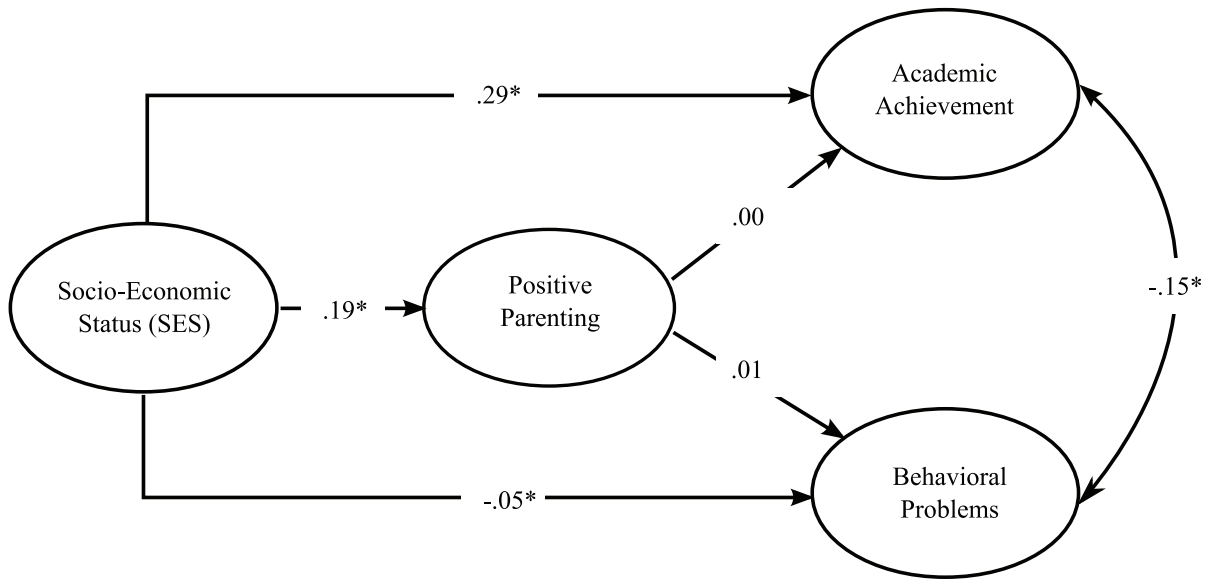 Academic
Achievement
.29*
.00
Socio-Economic
Status (SES)
.19*
Positive
Parenting
-.15*
.01
Behavioral
Problems
-.05*